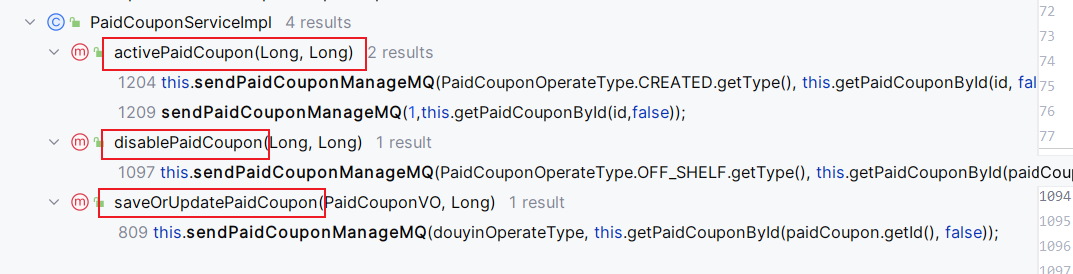 PaidCouponServiceImpl 4 results
activePaidCoupon(Long, Long) 2 results
1204 this.sendPaidCouponManageMQ(PaidCouponOperateType.CREATED.getType(), this.getPaidCouponById(id, fal
1209 sendPaidCouponManageMQ(1,this.getPaidCouponById(id,false));
disablePaidCoupon(Long, Long) 1 result
1097 this.sendPaidCouponManageMQ(PaidCouponOperateType.OFF_SHELF.getType(), this.getPaidCouponById(paidCou
saveOrUpdatePaidCoupon(PaidCouponVO, Long) 1 result
809 this.sendPaidCouponManageMQ(douyinOperateType, this.getPaidCouponById(paidCoupon.getId(), false));
72
73
74
75
76
77
1094
1095
1096
1097